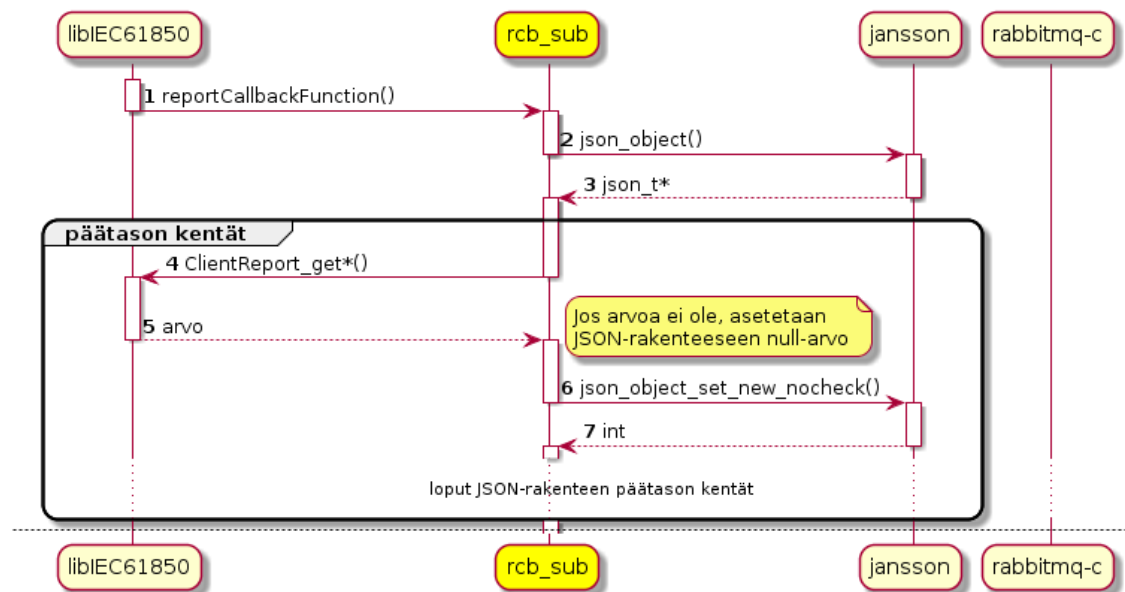 libIEC61850
rcb_sub
jansson
rabbitmq-c
1 reportCallbackFunction()
2 json_object()
3 json_t*
päätason kentät
4 ClientReport_get*()
Jos arvoa ei ole, asetetaan
JSON-rakenteeseen null-arvo
5 arvo
6 json_object_set_new_nocheck()
7 int
loput JSON-rakenteen päätason kentät
libIEC61850
rcb_sub
jansson
rabbitmq-c